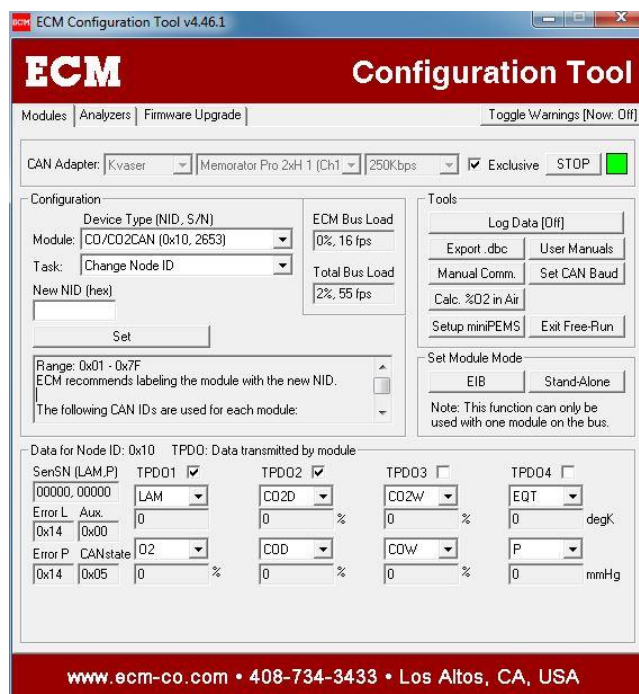 ECM ECM Configuration Tool v4.46.1
ECM Configuration Tool
Modules Analyzers Firmware Upgrade Toggle Warnings [Now: Off]
CAN Adapter: Kvaser Memorator Pro 2xH 1 (Ch1 250Kbps Exclusive STOP
Configuration
Device Type (NID, S/N)
Module: CO/CO2CAN (0x10, 2653)
Task: Change Node ID
New NID (hex)
Set
ECM Bus Load
0%, 16 fps
Total Bus Load
2%, 55 fps
Range: 0x01 - 0x7F
ECM recommends labeling the module with the new NID.
The following CAN IDs are used for each module:
Tools
Log Data [Off]
Export .dbc User Manuals
Manual Comm. Set CAN Baud
Calc. %O2 in Air
Setup miniPEMS Exit Free-Run
Set Module Mode
EIB Stand-Alone
Note: This function can only be
used with one module on the bus.
Data for Node ID: 0x10 TPDO: Data transmitted by module
SenSN (LAM,P) TPDO1 TPDO2 TPDO3 TPDO4
00000, 00000 LAM CO2D CO2W EQT
Error L Aux. 0 0 % 0 % 0 degK
0x14 0x00
Error P CANstate O2 COD COW P
0x14 0x05 0 % 0 % 0 % 0 mmHg
www.ecm-co.com • 408-734-3433 • Los Altos, CA, USA